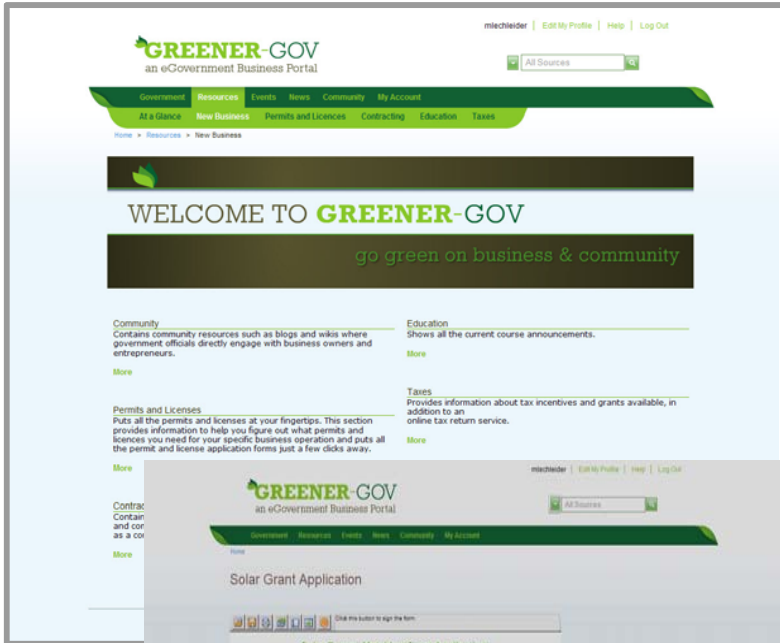 mlechleider | Edit My Profile | Help | Log Out
GREENER-GOV
an eGovernment Business Portal
All Sources
Government Resources Events News Community My Account
At a Glance New Business Permits and Licences Contracting Education Taxes
Home » Resources » New Business
WELCOME TO GREENER-GOV
go green on business & community
Community
Contains community resources such as blogs and wikis where
government officials directly engage with business owners and
entrepreneurs.
More
Permits and Licenses
Puts all the permits and licenses at your fingertips. This section
provides information to help you figure out what permits and
licences you need for your specific business operation and puts all
the permit and license application forms just a few clicks away.
More
Contrac
Contain
and con
as a co
More
Education
Shows all the current course announcements.
More
Taxes
Provides information about tax incentives and grants available, in
addition to an
online tax return service.
More
mlechleider | Edit My Profile | Help | Log Out
GREENER-GOV
an eGovernment Business Portal
All Sources
Government Resources Events News Community My Account
Home
Solar Grant Application
Click this button to sign the form.